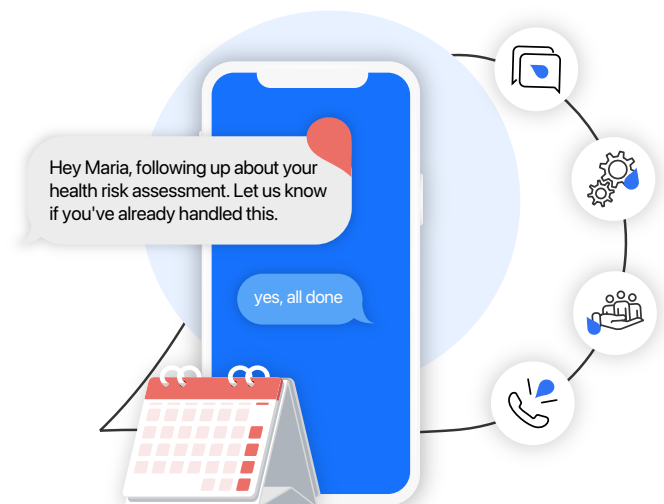 Hey Maria, following up about your
health risk assessment. Let us know
if you've already handled this.
yes, all done